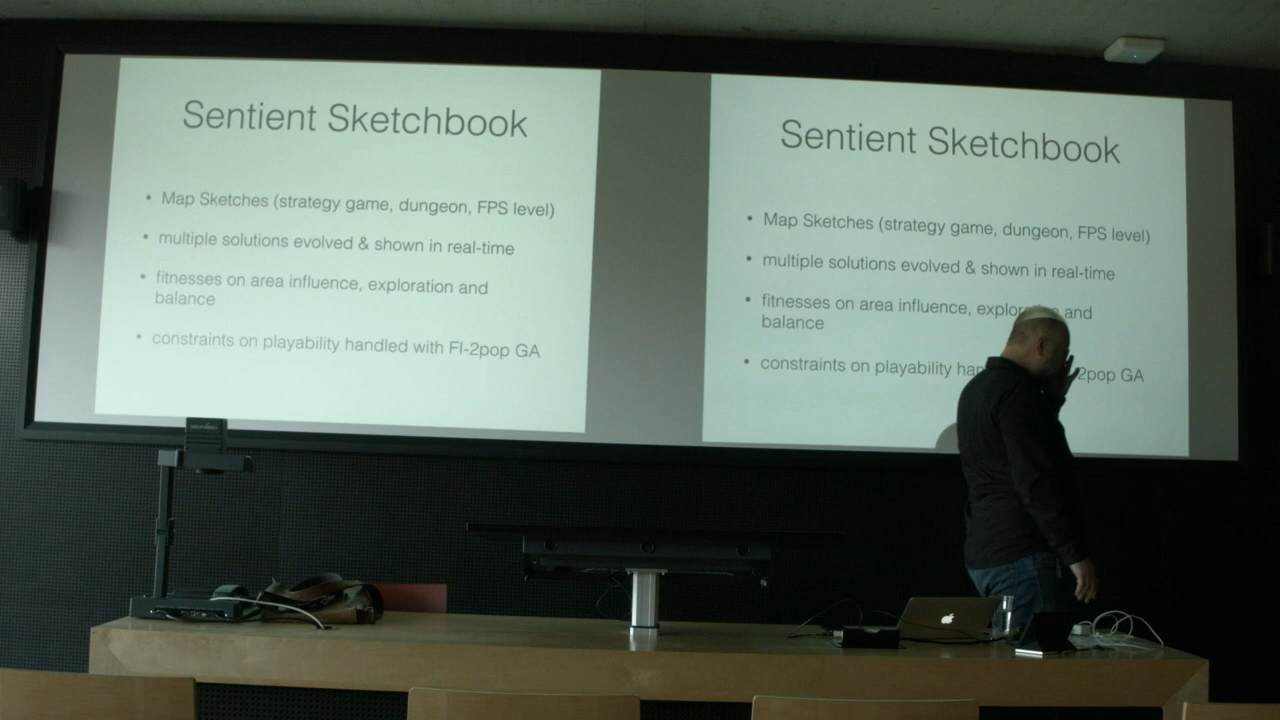 Sentient Sketchbook
• Map Sketches (strategy game, dungeon, FPS level)
• multiple solutions evolved & shown in real-time
• fitnesses on area influence, exploration and
balance
• constraints on playability handled with FI-2pop GA
Sentient Sketchbook
• Map Sketches (strategy game, dungeon, FPS level)
• multiple solutions evolved & shown in real-time
• fitnesses on area influence, exploration and
balance
• constraints on playability 2pop GA